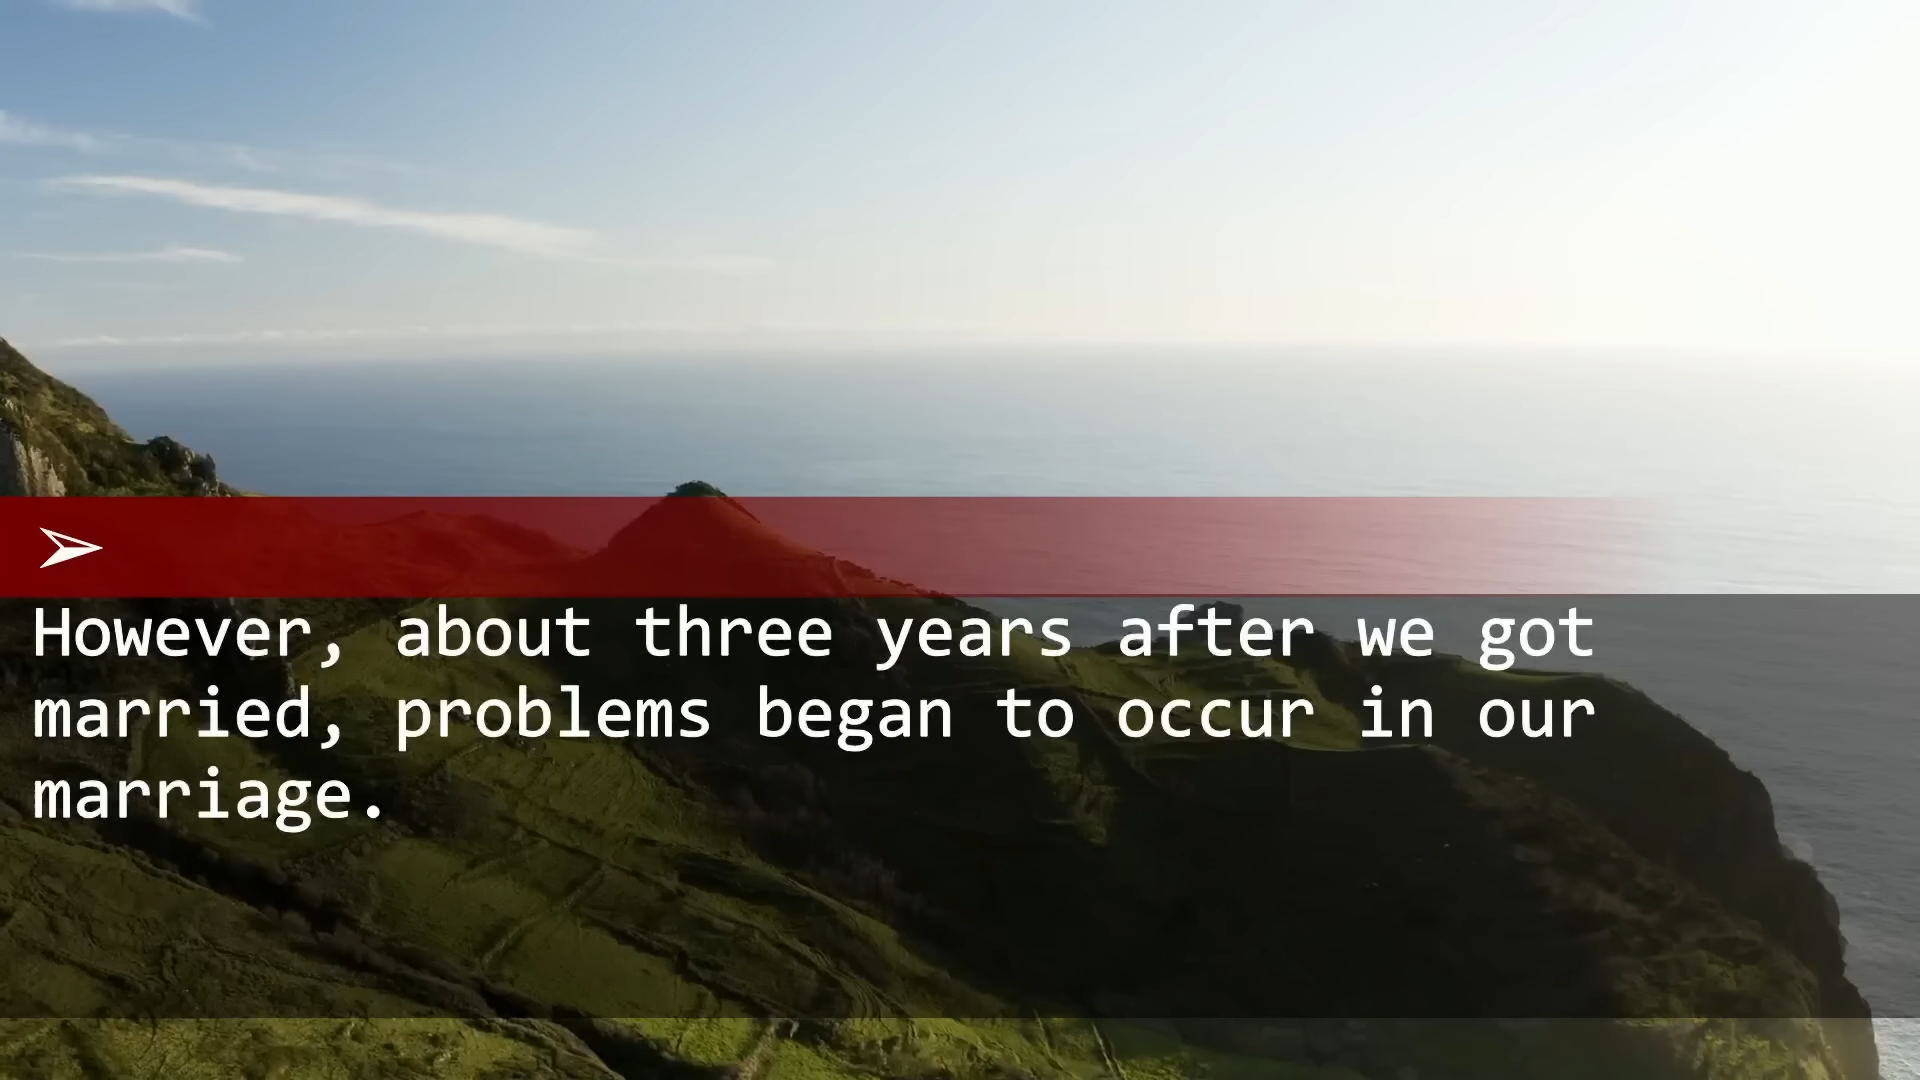 However, about three years after we got
married, problems began to occur in our
marriage.